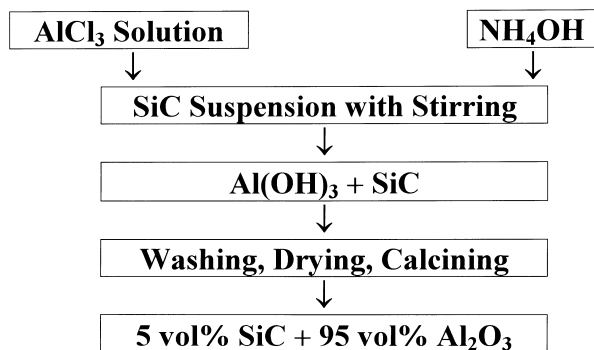 AlCl₃ Solution
NH₄OH
SiC Suspension with Stirring
Al(OH)₃ + SiC
Washing, Drying, Calcining
5 vol% SiC + 95 vol% Al₂O₃